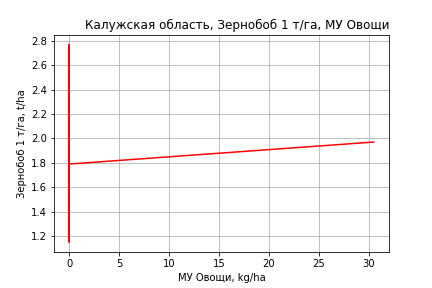 Калужская область, Зернобоб 1 т/га, МУ Овощи
2.8
2.6
2.4
2.2
2.0
1.8
1.6
1.4
1.2
Зернобоб 1 т/га, t/ha
0 5 10 15 20 25 30
МУ Овощи, kg/ha